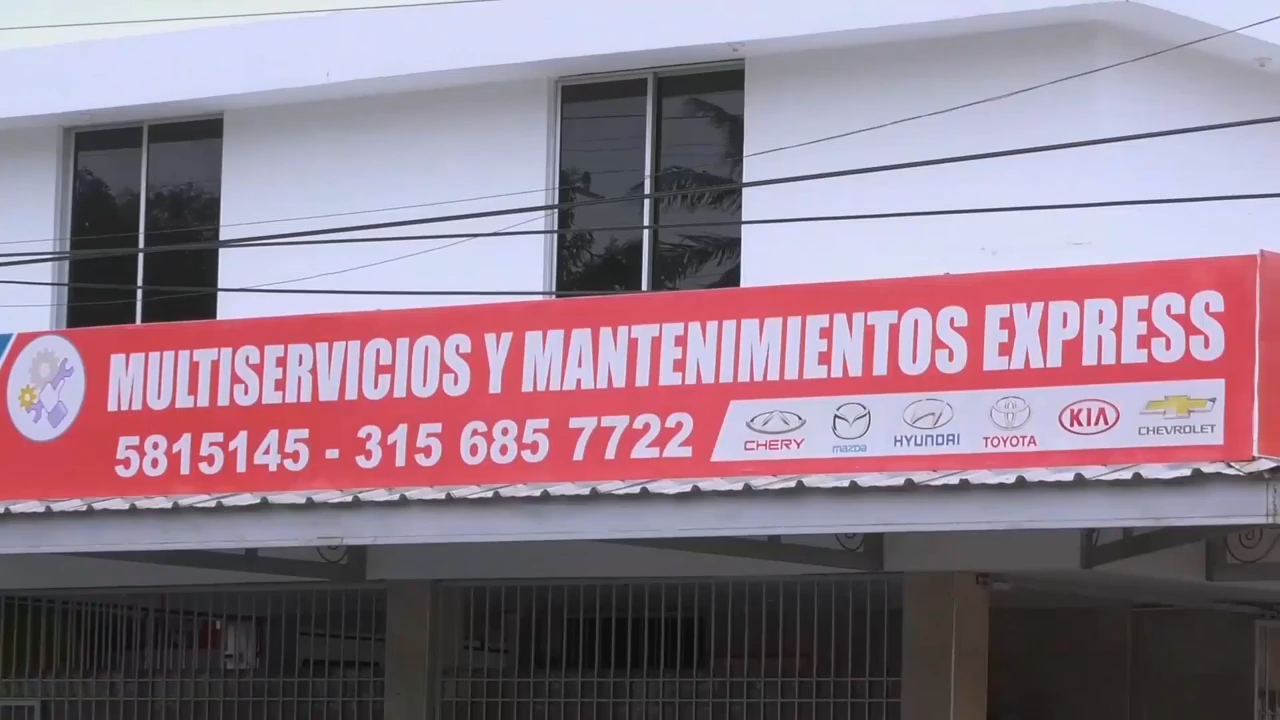 MULTISERVICIOS Y MANTENIMIENTOS EXPRESS
5815145 - 315 685 7722
CHERY mazda HYUNDAI TOYOTA KIA CHEVROLET